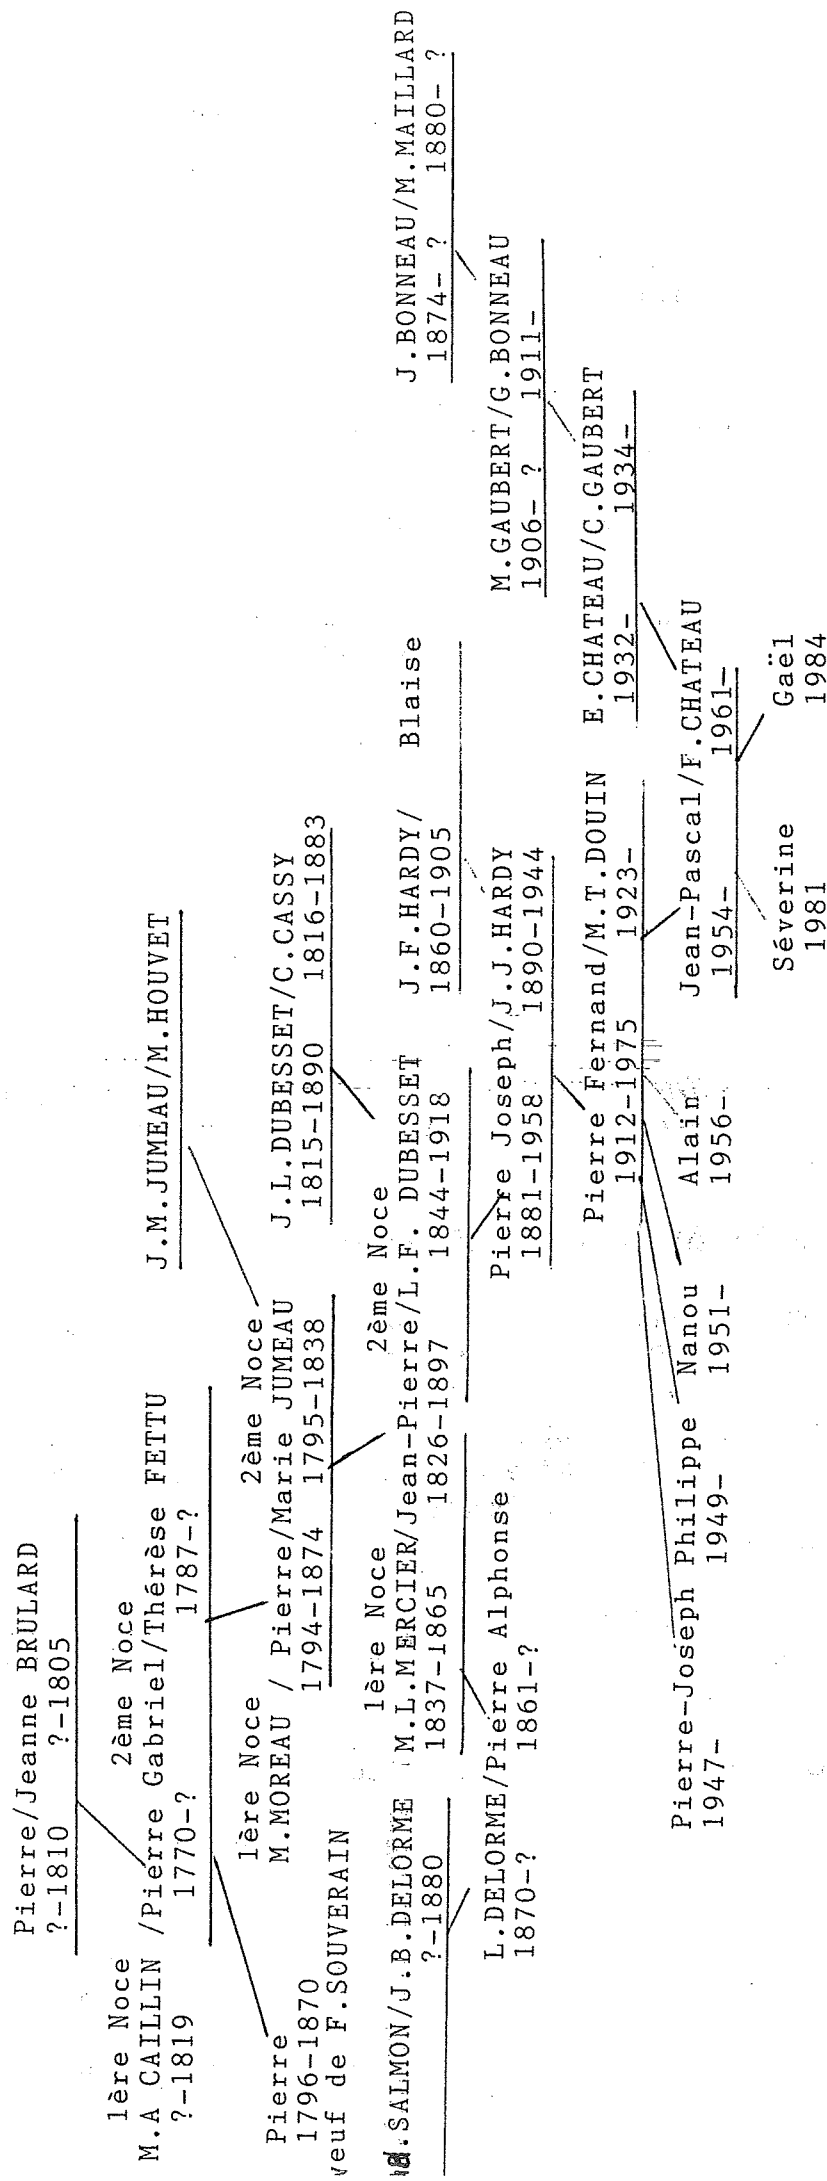 Pierre/Jeanne BRULARD
?-1810 ?-1805
1ère Noce 2ème Noce
M.A CAILLIN /Pierre Gabriel/Thérèse FETTU
?-1819 1770-? 1787-?
J.M.JUMEAU/M.HOUVET
Pierre
1796-1870
veuf de F.SOUVERAIN
1ère Noce 2ème Noce
M.MOREAU / Pierre/Marie JUMEAU
1794-1874 1795-1838
J.L.DUBESSET/C.CASSY
1815-1890 1816-1883
SALMON/J.B.DELORME
?-1880
1ère Noce 2ème Noce
M.L.MERCIER/Jean-Pierre/L.F. DUBESSET
1837-1865 1826-1897 1844-1918
J.F.HARDY/ Blaise
1860-1905
J.BONNEAU/M.MAILLARD
1874- ? 1880- ?
L.DELORME/Pierre Alphonse
1870-? 1861-?
Pierre Joseph/J.J.HARDY
1881-1958 1890-1944
M.GAUBERT/G.BONNEAU
1906- ? 1911-
Pierre Fernand/M.T.DOUIN
1912-1975 1923-
E.CHATEAU/C.GAUBERT
1932- 1934-
Pierre-Joseph Philippe Nanou Alain Jean-Pascal/F.CHATEAU
1947- 1949- 1951- 1956- 1954- 1961-
Séverine Gaël
1981 1984